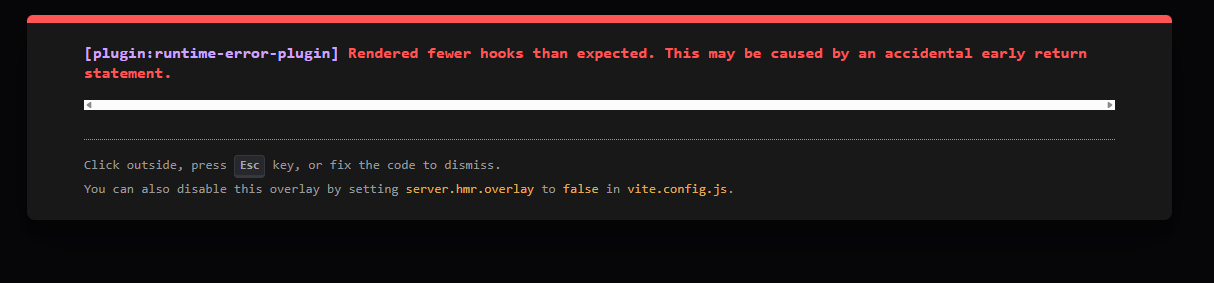 [plugin:runtime-error-plugin] Rendered fewer hooks than expected. This may be caused by an accidental early return
statement.
Click outside, press Esc key, or fix the code to dismiss.
You can also disable this overlay by setting server.hmr.overlay to false in vite.config.js.